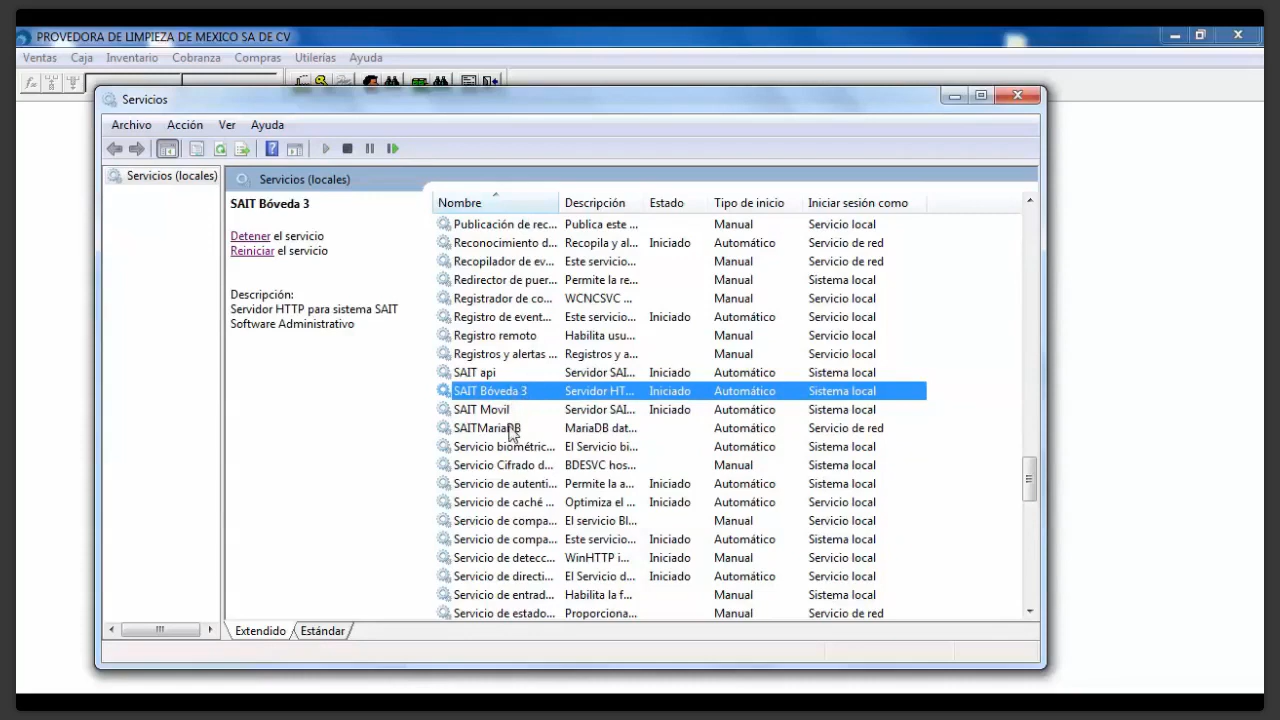 PROVEDORA DE LIMPIEZA DE MEXICO SA DE CV
Ventas Caja Inventario Cobranza Compras Utilerías Ayuda
Servicios
Archivo Acción Ver Ayuda
Servicios (locales)
Servicios (locales)
SAIT Bóveda 3
Detener el servicio
Reiniciar el servicio
Descripción:
Servidor HTTP para sistema SAIT
Software Administrativo
Nombre Descripción Estado Tipo de inicio Iniciar sesión como
Publicación de rec... Publica este ... Manual Servicio local
Reconocimiento d... Recopila y al... Iniciado Automático Servicio de red
Recopilador de ev... Este servicio... Manual Servicio de red
Redirector de puer... Permite la re... Manual Sistema local
Registrador de co... WCNCSVC ... Manual Servicio local
Registro de event... Este servicio... Iniciado Automático Servicio local
Registro remoto Habilita usu... Manual Servicio local
Registros y alertas ... Registros y a... Manual Servicio local
SAIT api Servidor SAI... Iniciado Automático Sistema local
SAIT Bóveda 3 Servidor HT... Iniciado Automático Sistema local
SAIT Movil Servidor SAI... Iniciado Automático Sistema local
SAITMariaDB MariaDB dat... Automático Servicio de red
Servicio biométric... El Servicio bi... Manual Sistema local
Servicio Cifrado d... BDESVC hos... Manual Sistema local
Servicio de autenti... Permite la a... Iniciado Automático Sistema local
Servicio de caché ... Optimiza el ... Iniciado Automático Servicio local
Servicio de compa... El servicio Bl... Manual Servicio local
Servicio de compa... Este servicio... Iniciado Automático Sistema local
Servicio de detecc... WinHTTP i... Iniciado Manual Servicio local
Servicio de directi... El Servicio d... Iniciado Automático Servicio local
Servicio de entrad... Habilita la f... Manual Sistema local
Servicio de estado... Proporciona... Manual Servicio de red
Extendido Estándar